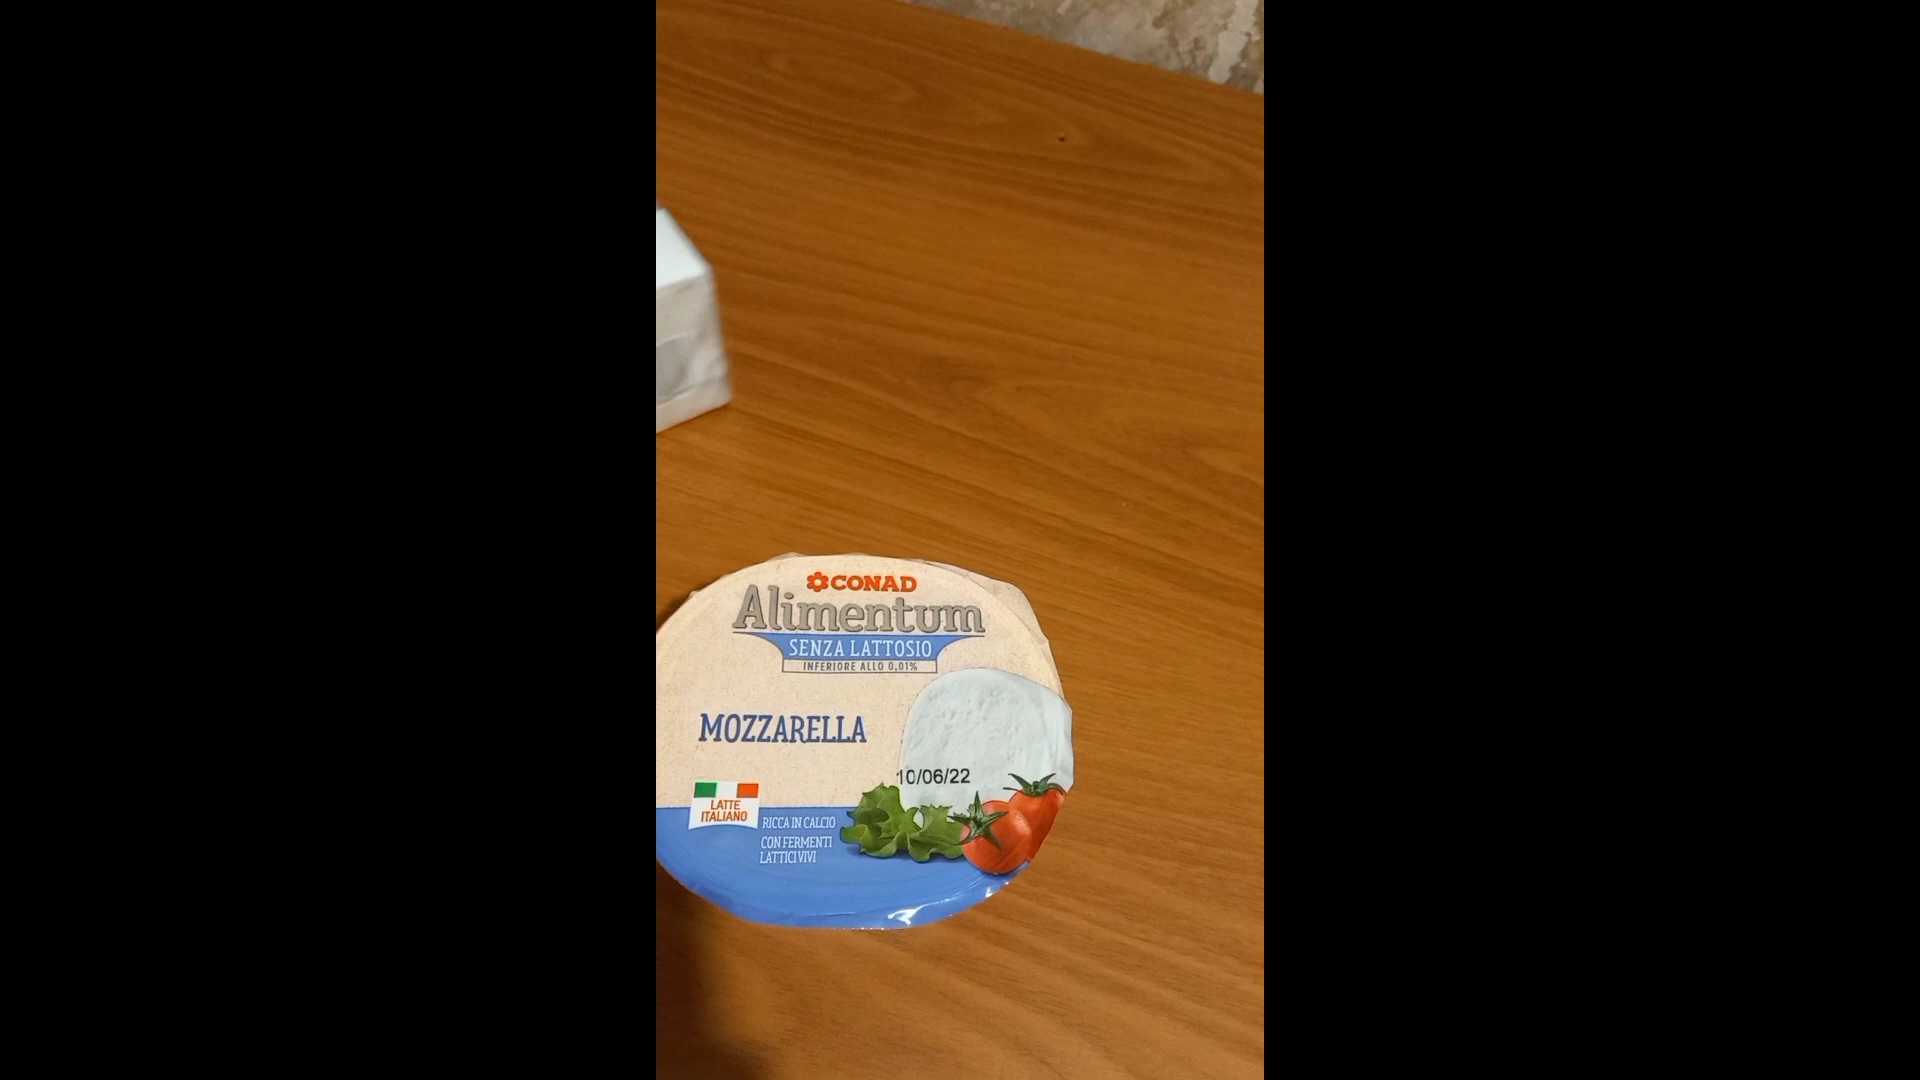 CONAD
Alimentum
SENZA LATTOSIO
INFERIORE ALLO 0,01%
MOZZARELLA
10/06/22
LATTE
ITALIANO
RICCA IN CALCIO
CON FERMENTI
LATTICI VIVI